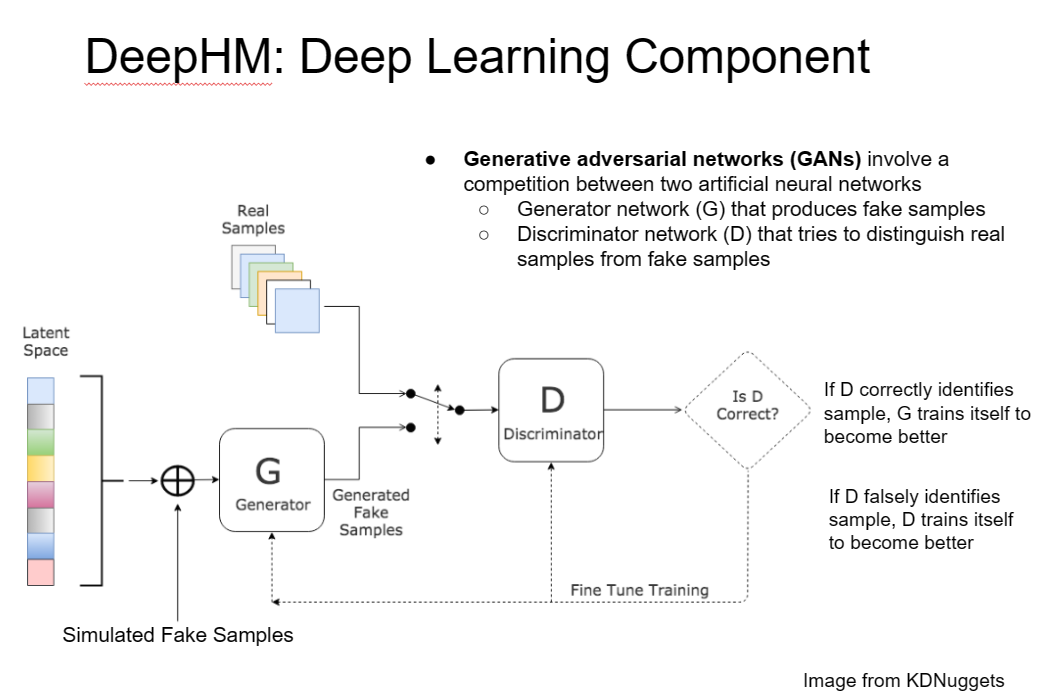 DeepHM: Deep Learning Component
● Generative adversarial networks (GANs) involve a
competition between two artificial neural networks
○ Generator network (G) that produces fake samples
○ Discriminator network (D) that tries to distinguish real
samples from fake samples
Real
Samples
Latent
Space
G
Generator
Generated
Fake
Samples
D
Discriminator
Is D
Correct?
If D correctly identifies
sample, G trains itself to
become better
If D falsely identifies
sample, D trains itself
to become better
Fine Tune Training
Simulated Fake Samples
Image from KDNuggets